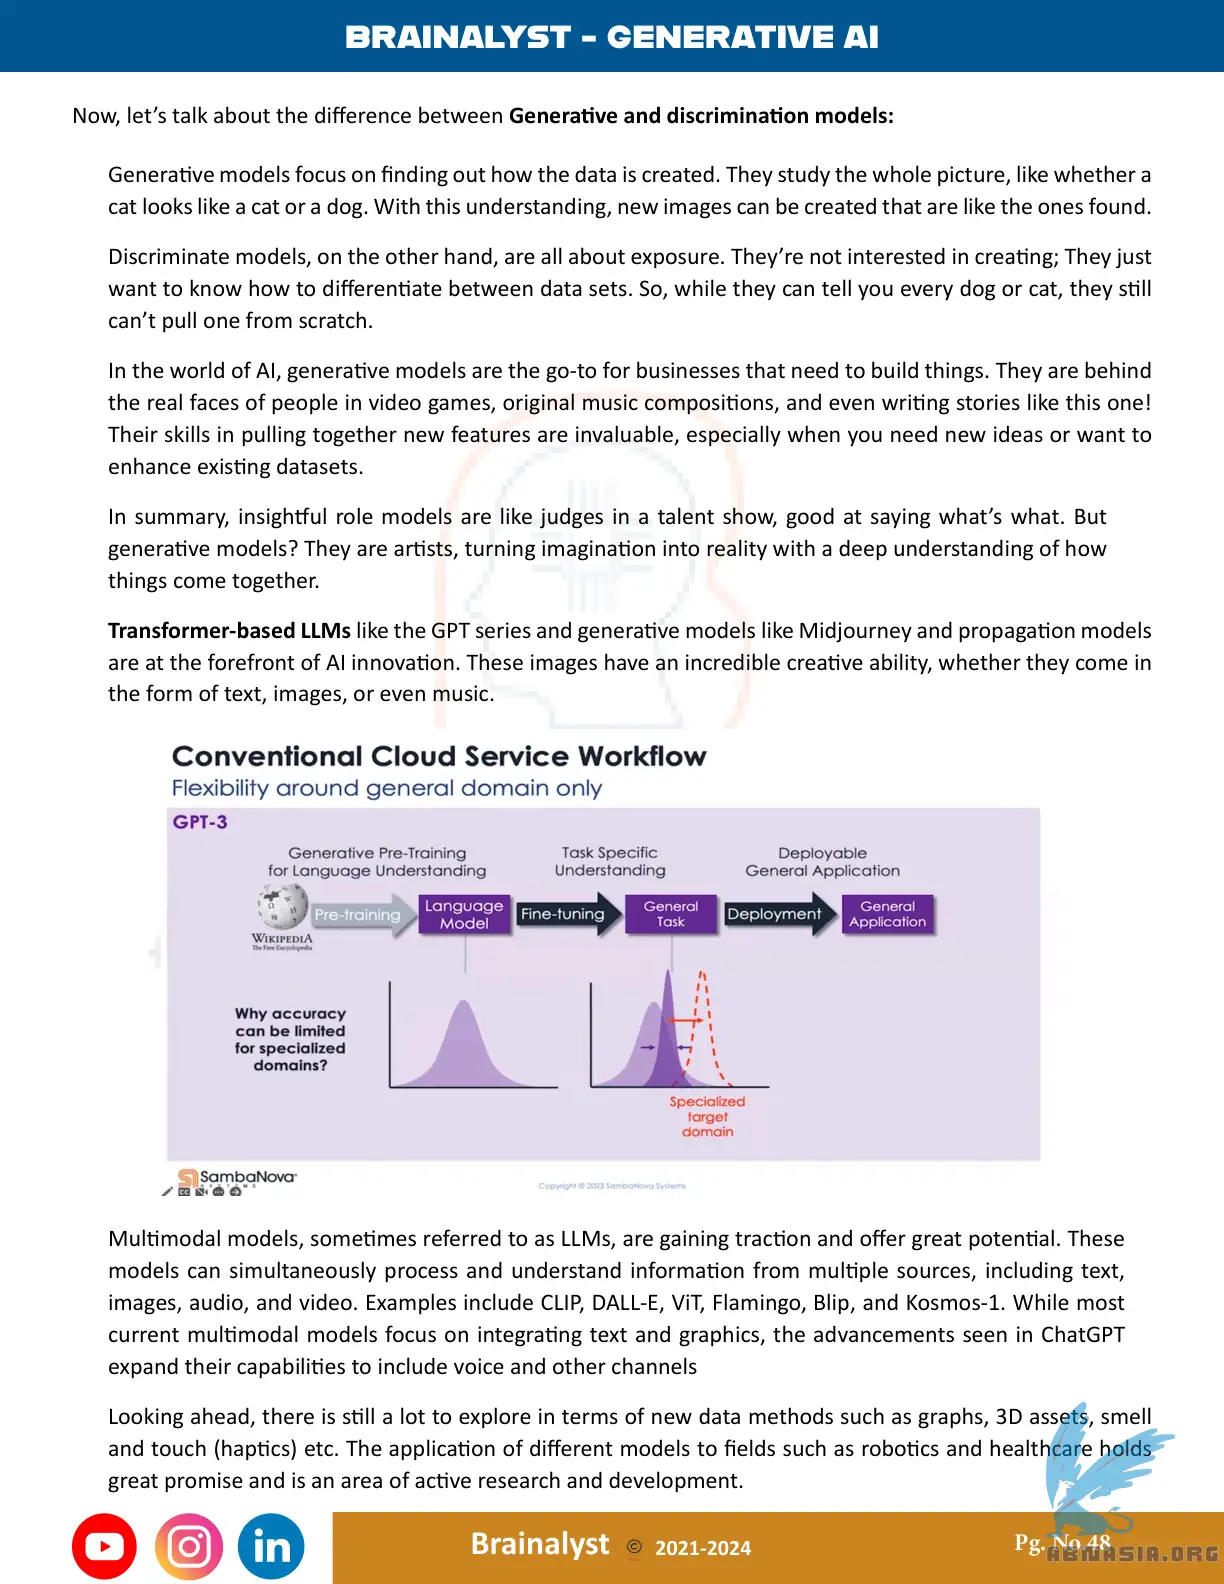 BRAINALYST - GENERATIVE AI
Now, let's talk about the difference between Generative and discrimination models:
Generative models focus on finding out how the data is created. They study the whole picture, like whether a
cat looks like a cat or a dog. With this understanding, new images can be created that are like the ones found.
Discriminate models, on the other hand, are all about exposure. They're not interested in creating; They just
want to know how to differentiate between data sets. So, while they can tell you every dog or cat, they still
can't pull one from scratch.
In the world of AI, generative models are the go-to for businesses that need to build things. They are behind
the real faces of people in video games, original music compositions, and even writing stories like this one!
Their skills in pulling together new features are invaluable, especially when you need new ideas or want to
enhance existing datasets.
In summary, insightful role models are like judges in a talent show, good at saying what's what. But
generative models? They are artists, turning imagination into reality with a deep understanding of how
things come together.
Transformer-based LLMs like the GPT series and generative models like Midjourney and propagation models
are at the forefront of AI innovation. These images have an incredible creative ability, whether they come in
the form of text, images, or even music.
Conventional Cloud Service Workflow
Flexibility around general domain only
GPT-3
Generative Pre-Training
for Language Understanding
Task Specific
Understanding
Deployable
General Application
WIKIPEDIA
The Free Encyclopedia
Pre-training
Language
Model
Fine-tuning
General
Task
Deployment
General
Application
Why accuracy
can be limited
for specialized
domains?
Specialized
target
domain
SambaNova
SYSTEMS
Copyright © 2023 SambaNova Systems
Multimodal models, sometimes referred to as LLMs, are gaining traction and offer great potential. These
models can simultaneously process and understand information from multiple sources, including text,
images, audio, and video. Examples include CLIP, DALL-E, ViT, Flamingo, Blip, and Kosmos-1. While most
current multimodal models focus on integrating text and graphics, the advancements seen in ChatGPT
expand their capabilities to include voice and other channels
Looking ahead, there is still a lot to explore in terms of new data methods such as graphs, 3D assets, smell
and touch (haptics) etc. The application of different models to fields such as robotics and healthcare holds
great promise and is an area of active research and development.
in
Brainalyst © 2021-2024
Pg. No 48
ABNASIA.ORG